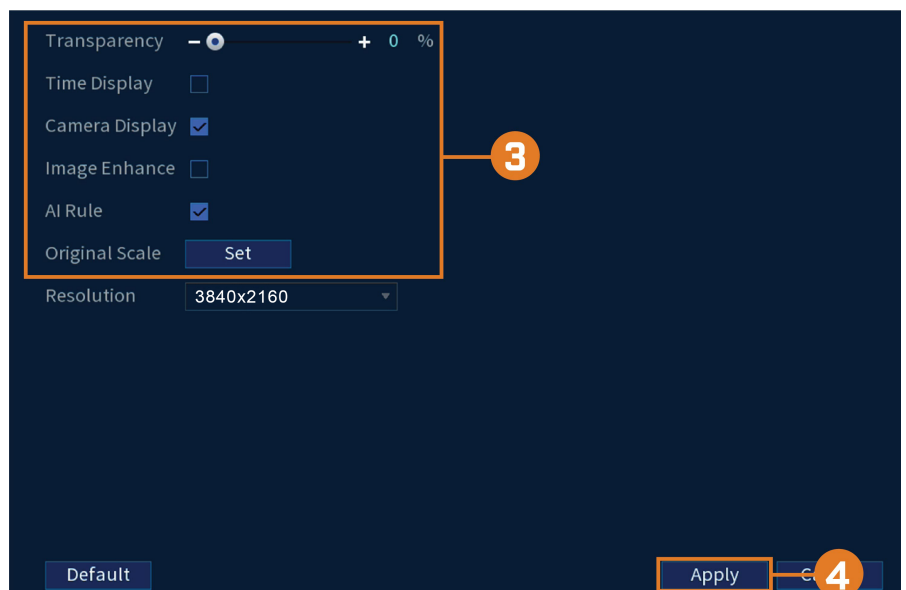 Transparency - + 0 %
Time Display
Camera Display
Image Enhance
3
AI Rule
Original Scale Set
Resolution 3840x2160
Default Apply 4